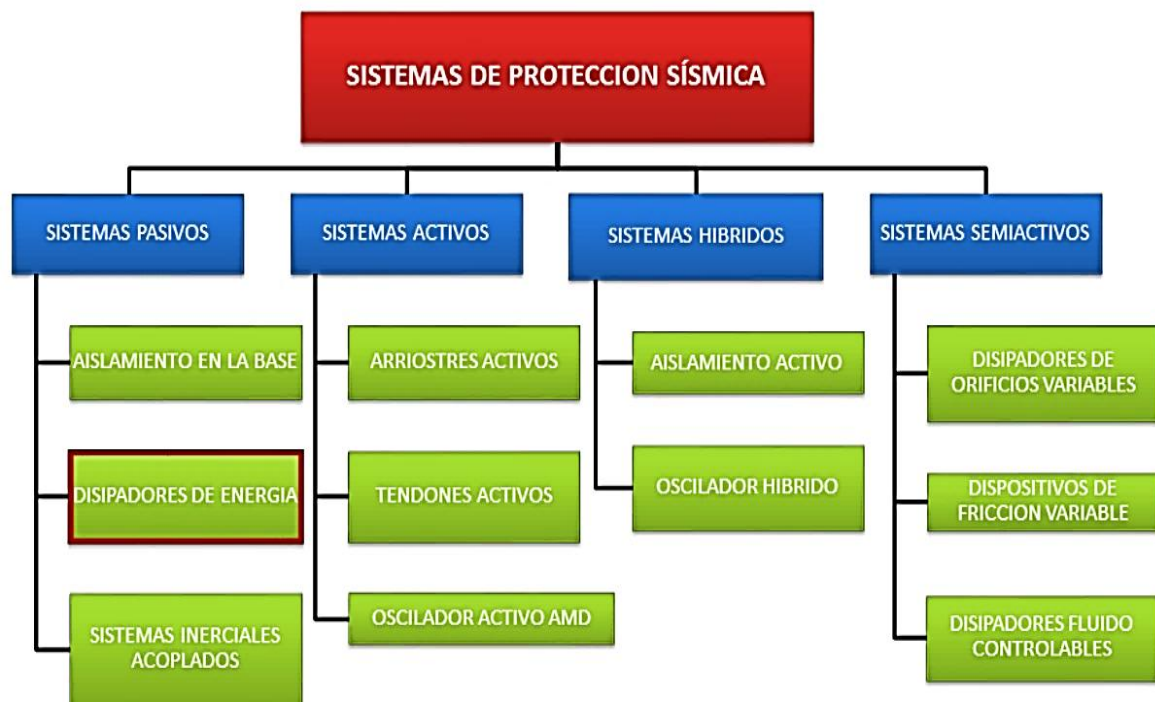 SISTEMAS DE PROTECCION SÍSMICA
SISTEMAS PASIVOS
SISTEMAS ACTIVOS
SISTEMAS HIBRIDOS
SISTEMAS SEMIACTIVOS
AISLAMIENTO EN LA BASE
DISIPADORES DE ENERGIA
SISTEMAS INERCIALES
ACOPLADOS
ARRIOSTRES ACTIVOS
TENDONES ACTIVOS
OSCILADOR ACTIVO AMD
AISLAMIENTO ACTIVO
OSCILADOR HIBRIDO
DISIPADORES DE
ORIFICIOS VARIABLES
DISPOSITIVOS DE
FRICCION VARIABLE
DISIPADORES FLUIDO
CONTROLABLES